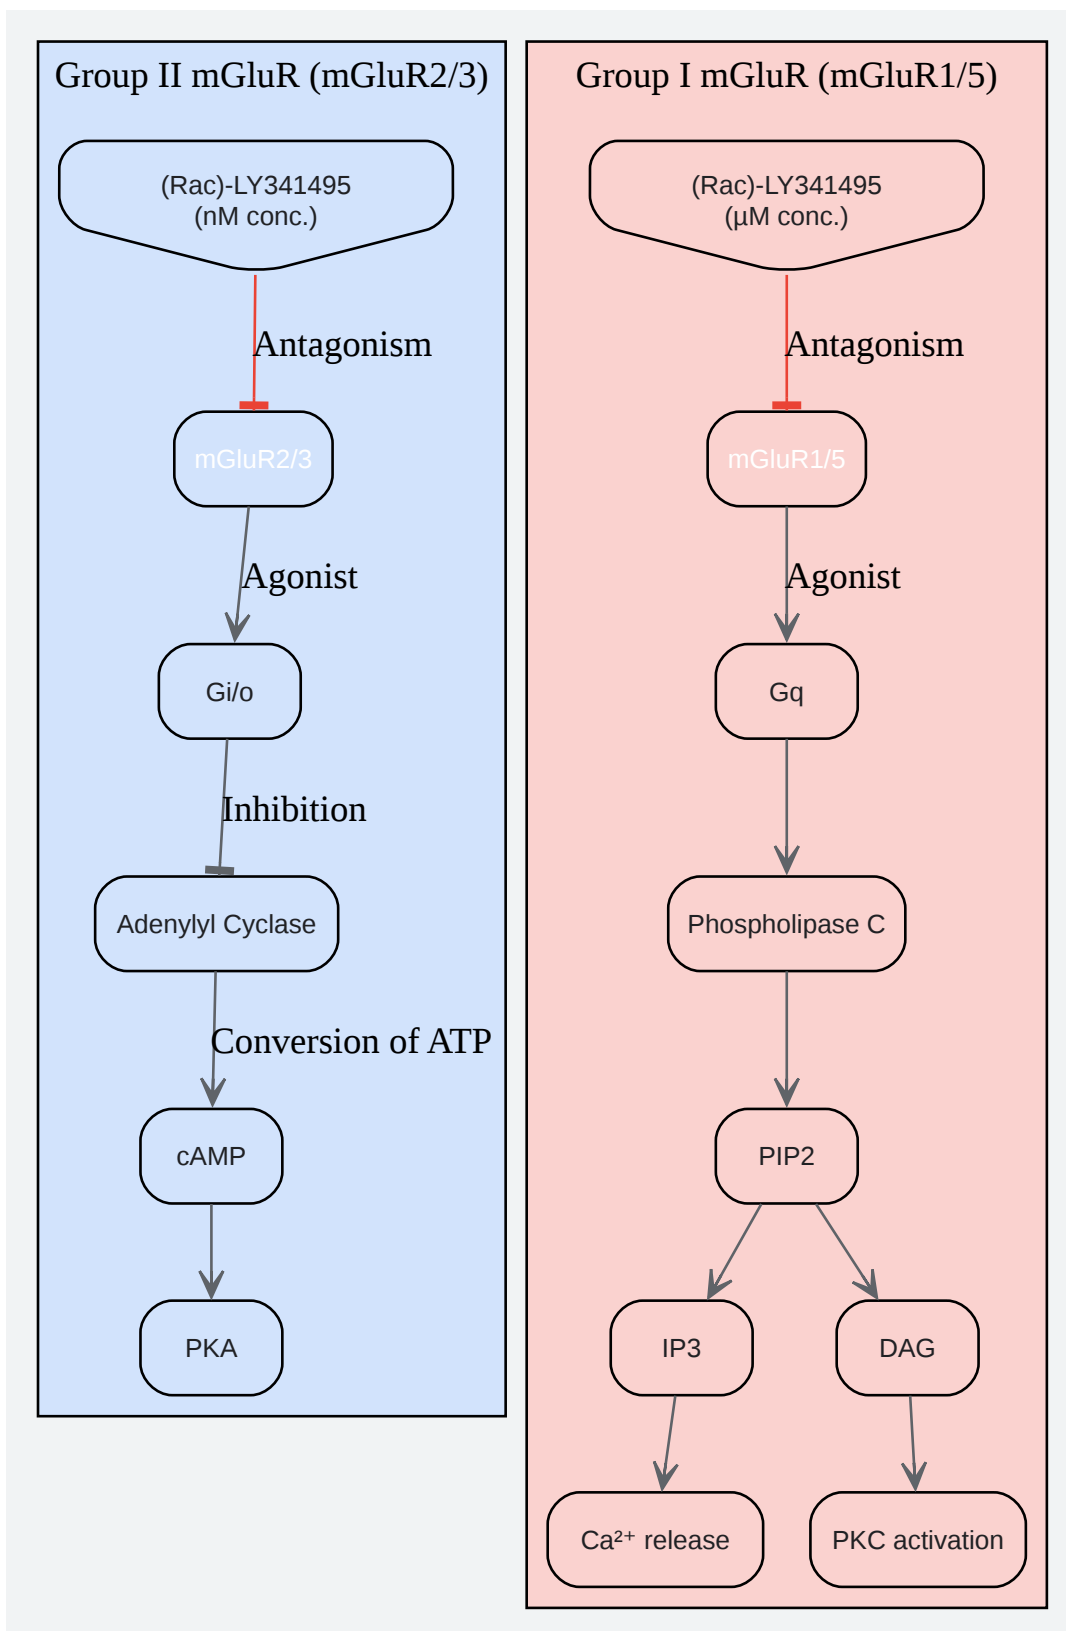 Group II mGluR (mGluR2/3)
(Rac)-LY341495
(nM conc.)
Antagonism
mGluR2/3
Agonist
Gi/o
Inhibition
Adenylyl Cyclase
Conversion of ATP
cAMP
PKA
Group I mGluR (mGluR1/5)
(Rac)-LY341495
(µM conc.)
Antagonism
mGluR1/5
Agonist
Gq
Phospholipase C
PIP2
IP3
DAG
Ca²⁺ release
PKC activation